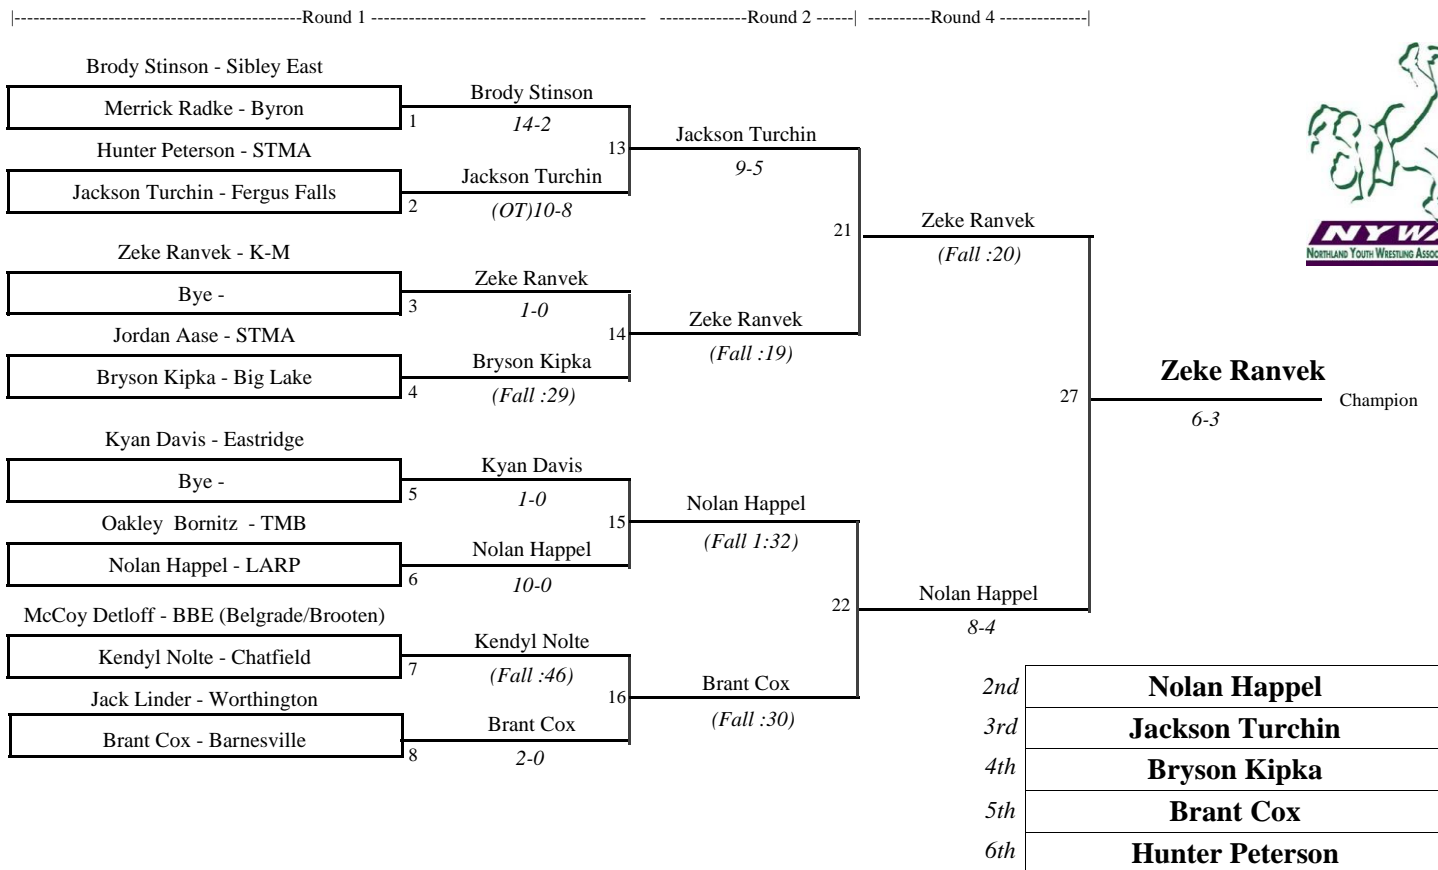 |----------------------------------------------Round 1 -------------------------------------------- --------------Round 2 ------| ----------Round 4 --------------|
Brody Stinson - Sibley East
Merrick Radke - Byron
1
Hunter Peterson - STMA
Jackson Turchin - Fergus Falls
2
Zeke Ranvek - K-M
Bye -
3
Jordan Aase - STMA
Bryson Kipka - Big Lake
4
Kyan Davis - Eastridge
Bye -
5
Oakley  Bornitz  - TMB
Nolan Happel - LARP
6
McCoy Detloff - BBE (Belgrade/Brooten)
Kendyl Nolte - Chatfield
7
Jack Linder - Worthington
Brant Cox - Barnesville
8
Brody Stinson
14-2
13
Jackson Turchin
(OT)10-8
Zeke Ranvek
1-0
14
Bryson Kipka
(Fall :29)
Kyan Davis
1-0
15
Nolan Happel
10-0
Kendyl Nolte
(Fall :46)
16
Brant Cox
2-0
Jackson Turchin
9-5
21
Zeke Ranvek
(Fall :19)
Nolan Happel
(Fall 1:32)
22
Brant Cox
(Fall :30)
Zeke Ranvek
(Fall :20)
27
Nolan Happel
8-4
Zeke Ranvek
6-3
Champion
NYWA
NORTHLAND YOUTH WRESTLING ASSOC
2nd Nolan Happel
3rd Jackson Turchin
4th Bryson Kipka
5th Brant Cox
6th Hunter Peterson